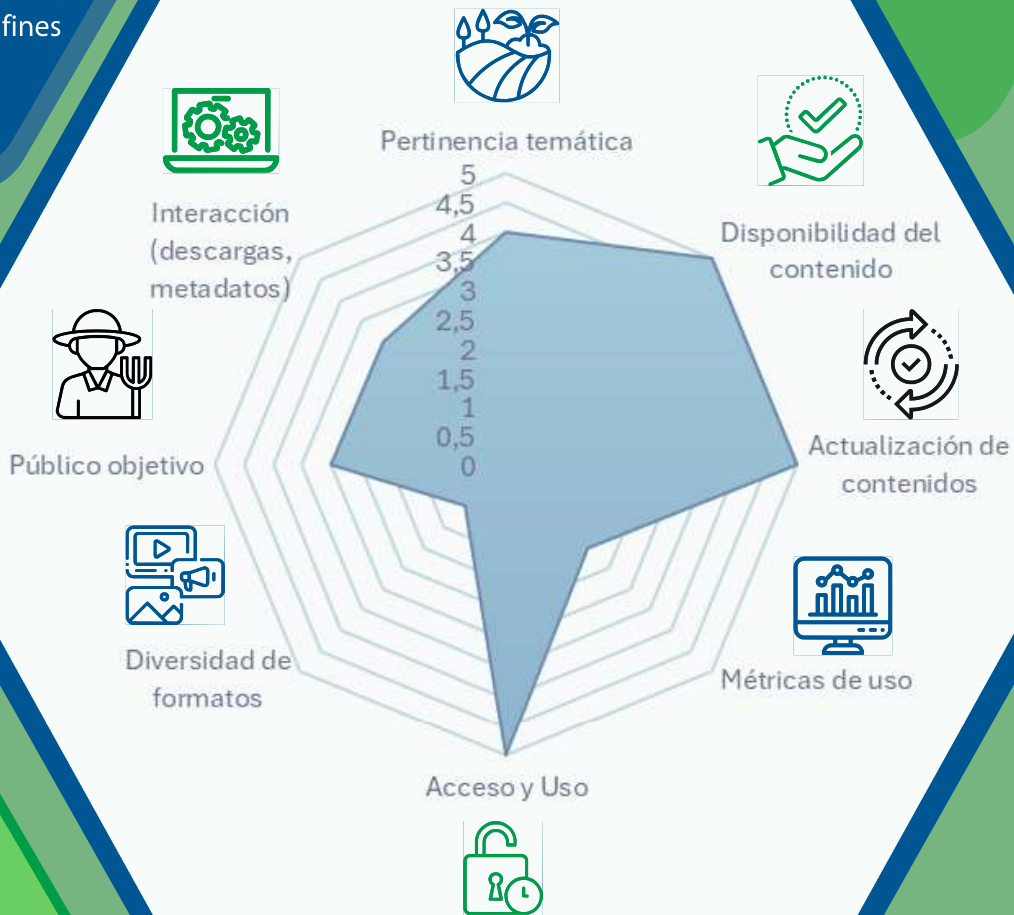 fines
Pertinencia temática
5
4,5
4
3,5
3
2,5
2
1,5
1
0,5
0
Disponibilidad del
contenido
Actualización de
contenidos
Métricas de uso
Acceso y Uso
Diversidad de
formatos
Público objetivo
Interacción
(descargas,
metadatos)